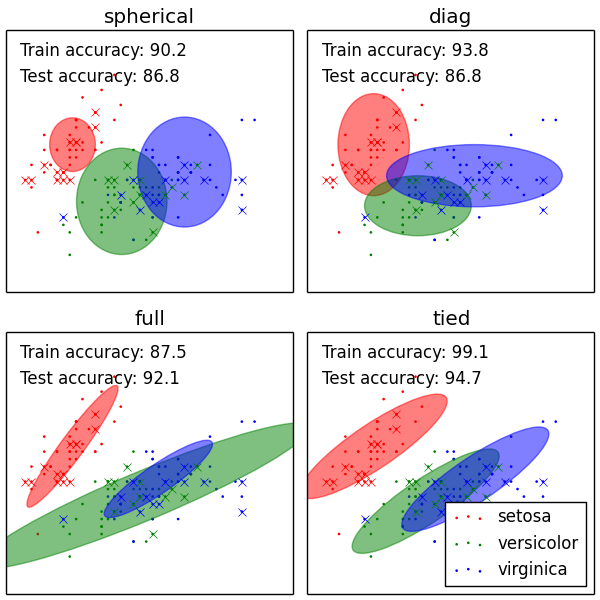 spherical
Train accuracy: 90.2
Test accuracy: 86.8
diag
Train accuracy: 93.8
Test accuracy: 86.8
full
Train accuracy: 87.5
Test accuracy: 92.1
tied
Train accuracy: 99.1
Test accuracy: 94.7
setosa
versicolor
virginica